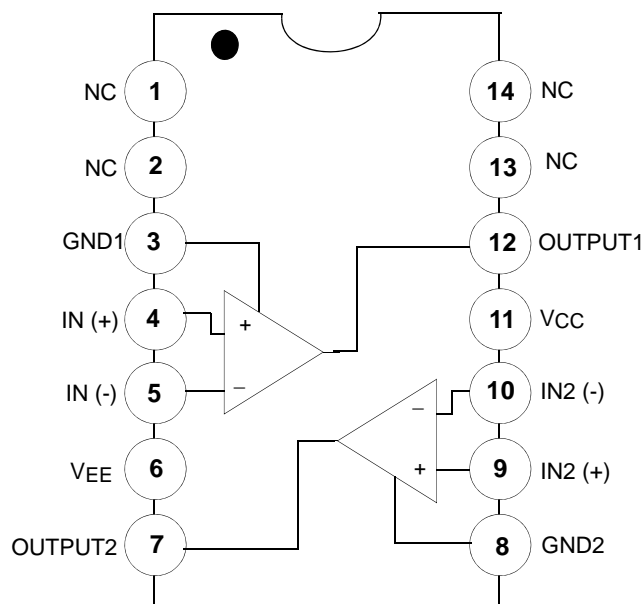 NC 1
14 NC
NC 2
13 NC
GND1 3
12 OUTPUT1
IN (+) 4
+
11 VCC
IN (-) 5
−
10 IN2 (-)
−
VEE 6
+
9 IN2 (+)
OUTPUT2 7
8 GND2